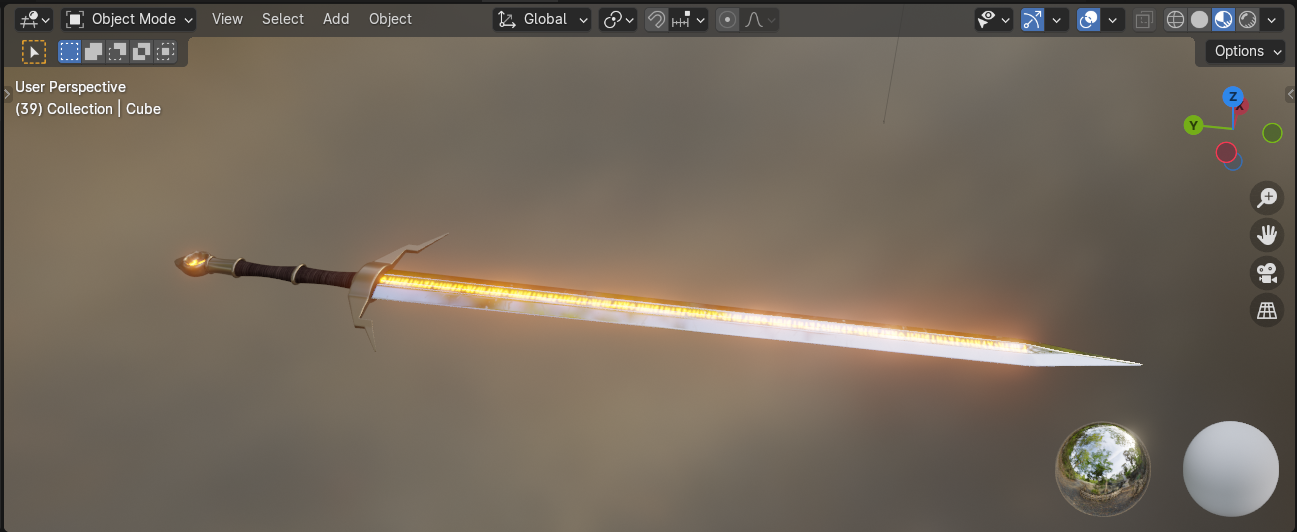 Object Mode View Select Add Object Global
Options
User Perspective
(39) Collection | Cube
Z
X
Y